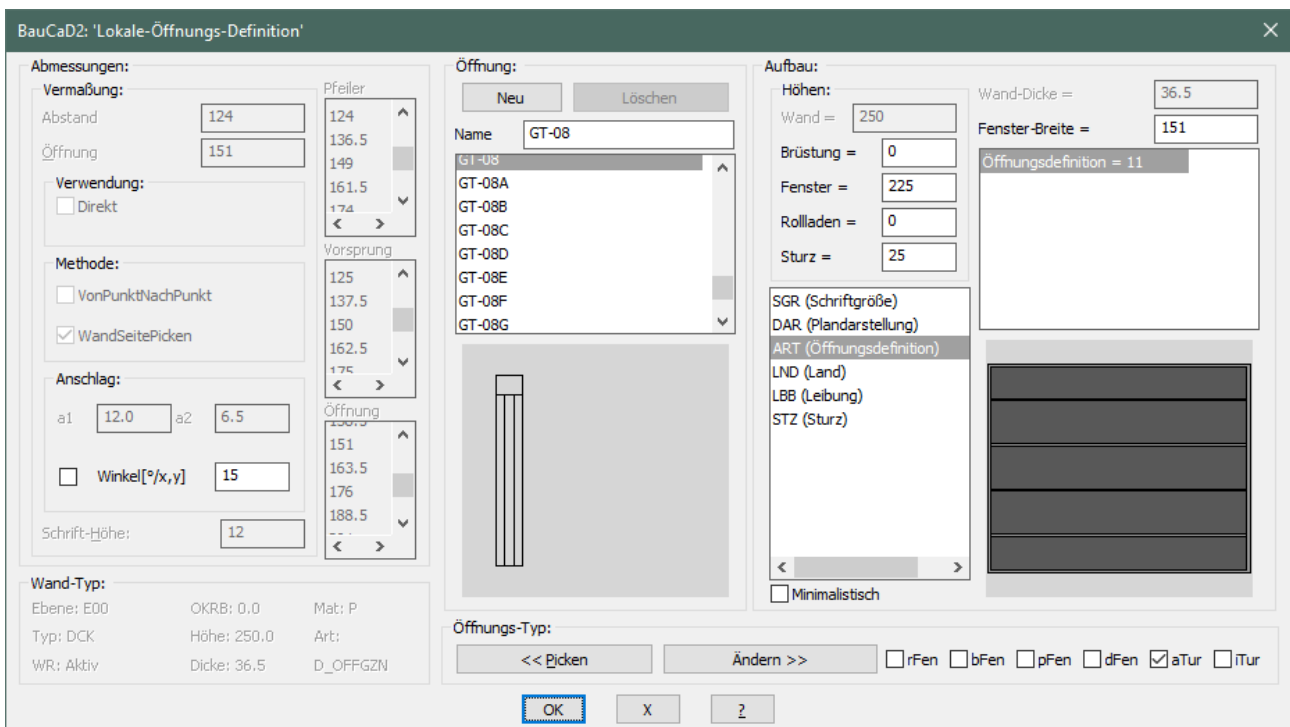 BauCaD2: 'Lokale-Öffnungs-Definition'
Abmessungen:
Vermaßung:
Abstand 124
Öffnung 151
Verwendung:
Direkt
Methode:
VonPunktNachPunkt
WandSeitePicken
Anschlag:
a1 12.0 a2 6.5
Winkel[°/x,y] 15
Schrift-Höhe: 12
Pfeiler
124
136.5
149
161.5
174
Vorsprung
125
137.5
150
162.5
175
Öffnung
151
163.5
176
188.5
Wand-Typ:
Ebene: E00 OKRB: 0.0 Mat: P
Typ: DCK Höhe: 250.0 Art:
WR: Aktiv Dicke: 36.5 D_OFFGZN
Öffnung:
Neu Löschen
Name GT-08
GT-08
GT-08A
GT-08B
GT-08C
GT-08D
GT-08E
GT-08F
GT-08G
Aufbau:
Höhen:
Wand = 250
Brüstung = 0
Fenster = 225
Rollladen = 0
Sturz = 25
Wand-Dicke = 36.5
Fenster-Breite = 151
Öffnungsdefinition = 11
SGR (Schriftgröße)
DAR (Plandarstellung)
ART (Öffnungsdefinition)
LND (Land)
LBB (Leibung)
STZ (Sturz)
Minimalistisch
Öffnungs-Typ:
<< Picken Ändern >> rFen bFen pFen dFen aTur iTur
OK X ?